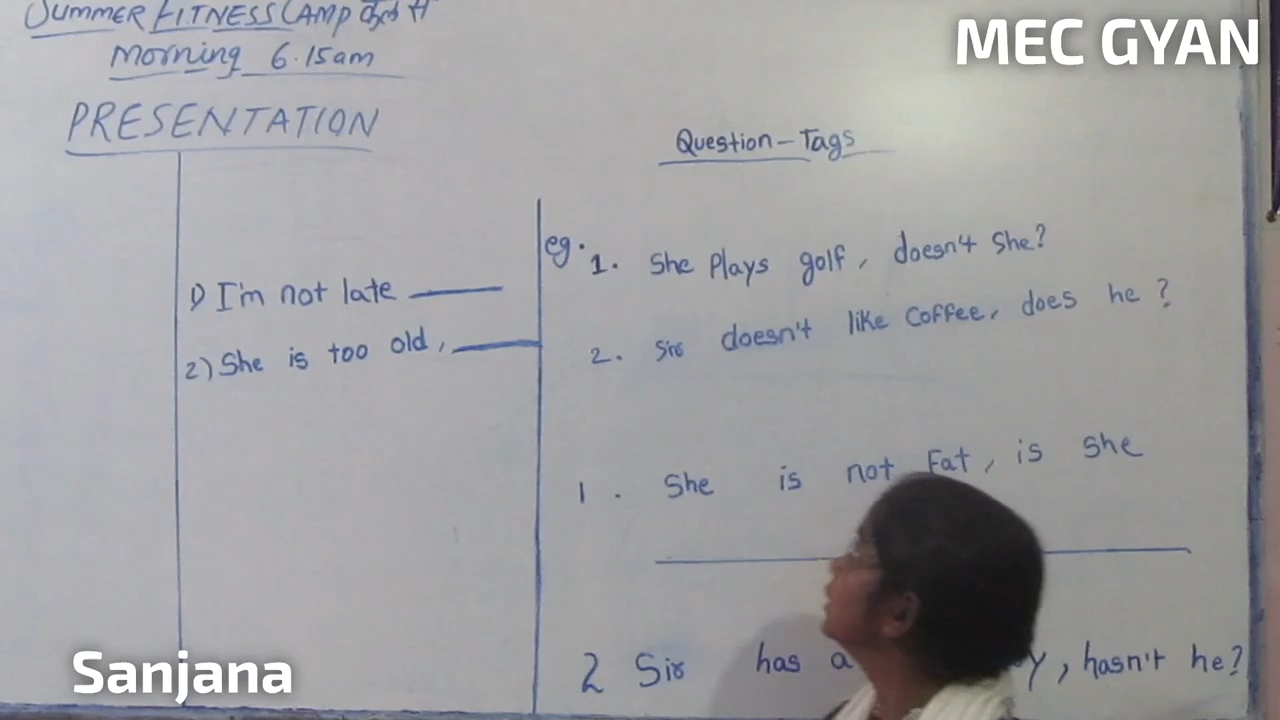 SUMMER FITNESS CAMP
Morning 6.15am
MEC GYAN
PRESENTATION
Question - Tags
1) I'm not late ____
2) She is too old, ____
eg. 1. She Plays golf, doesn't She?
2. Sir doesn't like Coffee, does he ?
1 . She is not Fat, is She
2 Sir has a y, hasn't he?
Sanjana